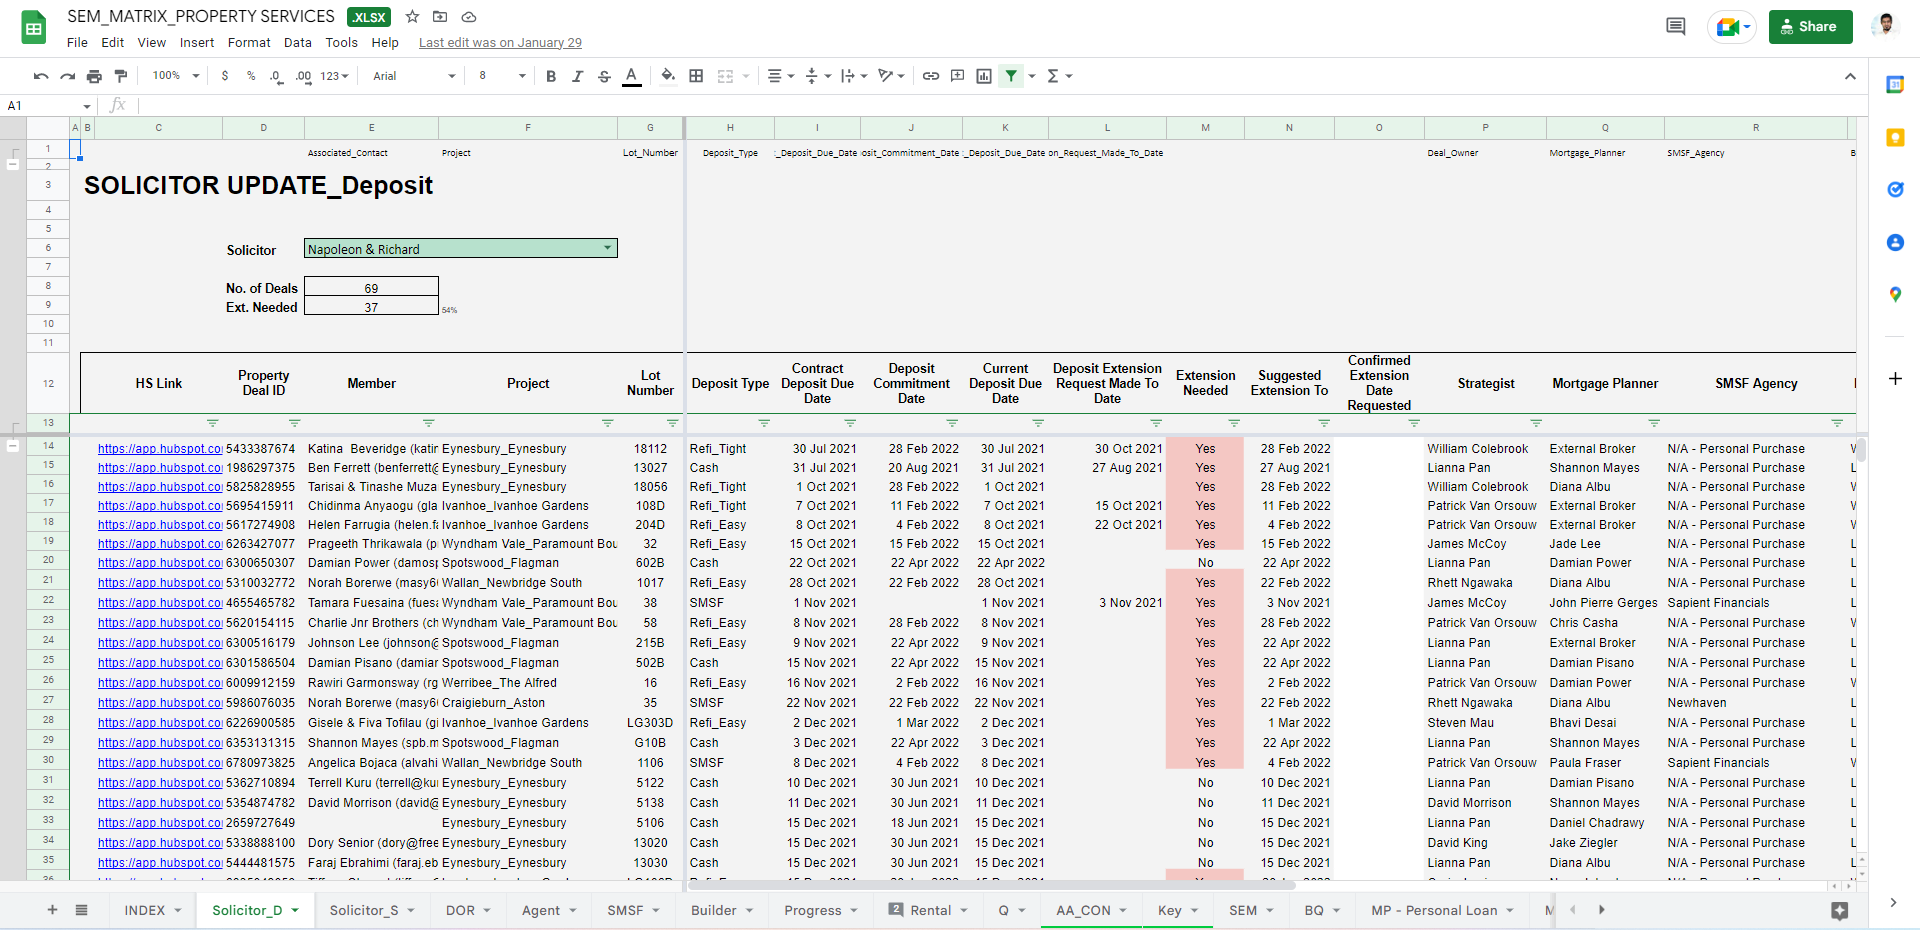 SEM_MATRIX_PROPERTY SERVICES .XLSX
File Edit View Insert Format Data Tools Help Last edit was on January 29
Share
100% $ % .0 .00 123 Arial 8 B I S A
A1 fx
A B C D E F G H I J K L M N O P Q R
1 Associated_Contact Project Lot_Number Deposit_Type :_Deposit_Due_Date osit_Commitment_Date :_Deposit_Due_Date on_Request_Made_To_Date Deal_Owner Mortgage_Planner SMSF_Agency B
2
3 SOLICITOR UPDATE_Deposit
4
5
6 Solicitor Napoleon & Richard
7
8 No. of Deals 69
9 Ext. Needed 37 54%
10
11
12 HS Link Property Deal ID Member Project Lot Number Deposit Type Contract Deposit Due Date Deposit Commitment Date Current Deposit Due Date Deposit Extension Request Made To Date Extension Needed Suggested Extension To Confirmed Extension Date Requested Strategist Mortgage Planner SMSF Agency
13
14 https://app.hubspot.co 5433387674 Katina Beveridge (katir Eynesbury_Eynesbury 18112 Refi_Tight 30 Jul 2021 28 Feb 2022 30 Jul 2021 30 Oct 2021 Yes 28 Feb 2022 William Colebrook External Broker N/A - Personal Purchase
15 https://app.hubspot.co 1986297375 Ben Ferrett (benferrett@ Eynesbury_Eynesbury 13027 Cash 31 Jul 2021 20 Aug 2021 31 Jul 2021 27 Aug 2021 Yes 27 Aug 2021 Lianna Pan Shannon Mayes N/A - Personal Purchase L
16 https://app.hubspot.co 5825828955 Tarisai & Tinashe Muza Eynesbury_Eynesbury 18056 Refi_Tight 1 Oct 2021 28 Feb 2022 1 Oct 2021 Yes 28 Feb 2022 William Colebrook Diana Albu N/A - Personal Purchase
17 https://app.hubspot.co 5695415911 Chidinma Anyaogu (gla Ivanhoe_Ivanhoe Gardens 108D Refi_Tight 7 Oct 2021 11 Feb 2022 7 Oct 2021 15 Oct 2021 Yes 11 Feb 2022 Patrick Van Orsouw External Broker N/A - Personal Purchase
18 https://app.hubspot.co 5617274908 Helen Farrugia (helen.f Ivanhoe_Ivanhoe Gardens 204D Refi_Easy 8 Oct 2021 4 Feb 2022 8 Oct 2021 22 Oct 2021 Yes 4 Feb 2022 Patrick Van Orsouw External Broker N/A - Personal Purchase
19 https://app.hubspot.co 6263427077 Prageeth Thrikawala (p Wyndham Vale_Paramount Bou 32 Refi_Easy 15 Oct 2021 15 Feb 2022 15 Oct 2021 Yes 15 Feb 2022 James McCoy Jade Lee N/A - Personal Purchase L
20 https://app.hubspot.co 6300650307 Damian Power (damosp Spotswood_Flagman 602B Cash 22 Oct 2021 22 Apr 2022 22 Apr 2022 No 22 Apr 2022 Lianna Pan Damian Power N/A - Personal Purchase L
21 https://app.hubspot.co 5310032772 Norah Borerwe (masy6 Wallan_Newbridge South 1017 Refi_Easy 28 Oct 2021 22 Feb 2022 28 Oct 2021 Yes 22 Feb 2022 Rhett Ngawaka Diana Albu N/A - Personal Purchase L
22 https://app.hubspot.co 4655465782 Tamara Fuesaina (fuesa Wyndham Vale_Paramount Bou 38 SMSF 1 Nov 2021 1 Nov 2021 3 Nov 2021 Yes 3 Nov 2021 James McCoy John Pierre Gerges Sapient Financials L
23 https://app.hubspot.co 5620154115 Charlie Jnr Brothers (ch Wyndham Vale_Paramount Bou 58 Refi_Easy 8 Nov 2021 28 Feb 2022 8 Nov 2021 Yes 28 Feb 2022 Patrick Van Orsouw Chris Casha N/A - Personal Purchase
24 https://app.hubspot.co 6300516179 Johnson Lee (johnson@ Spotswood_Flagman 215B Refi_Easy 9 Nov 2021 22 Apr 2022 9 Nov 2021 Yes 22 Apr 2022 Lianna Pan External Broker N/A - Personal Purchase L
25 https://app.hubspot.co 6301586504 Damian Pisano (damiar Spotswood_Flagman 502B Cash 15 Nov 2021 22 Apr 2022 15 Nov 2021 Yes 22 Apr 2022 Lianna Pan Damian Pisano N/A - Personal Purchase L
26 https://app.hubspot.co 6009912159 Rawiri Garmonsway (rg Werribee_The Alfred 16 Refi_Easy 16 Nov 2021 2 Feb 2022 16 Nov 2021 Yes 2 Feb 2022 Patrick Van Orsouw Damian Power N/A - Personal Purchase
27 https://app.hubspot.co 5986076035 Norah Borerwe (masy6 Craigieburn_Aston 35 SMSF 22 Nov 2021 22 Feb 2022 22 Nov 2021 Yes 22 Feb 2022 Rhett Ngawaka Diana Albu Newhaven L
28 https://app.hubspot.co 6226900585 Gisele & Fiva Tofilau (gi Ivanhoe_Ivanhoe Gardens LG303D Refi_Easy 2 Dec 2021 1 Mar 2022 2 Dec 2021 Yes 1 Mar 2022 Steven Mau Bhavi Desai N/A - Personal Purchase
29 https://app.hubspot.co 6353131315 Shannon Mayes (spb.m Spotswood_Flagman G10B Cash 3 Dec 2021 22 Apr 2022 3 Dec 2021 Yes 22 Apr 2022 Lianna Pan Shannon Mayes N/A - Personal Purchase L
30 https://app.hubspot.co 6780973825 Angelica Bojaca (alvahi Wallan_Newbridge South 1106 SMSF 8 Dec 2021 4 Feb 2022 8 Dec 2021 Yes 4 Feb 2022 Patrick Van Orsouw Paula Fraser Sapient Financials
31 https://app.hubspot.co 5362710894 Terrell Kuru (terrell@ku Eynesbury_Eynesbury 5122 Cash 10 Dec 2021 30 Jun 2021 10 Dec 2021 No 10 Dec 2021 Lianna Pan Damian Pisano N/A - Personal Purchase L
32 https://app.hubspot.co 5354874782 David Morrison (david@ Eynesbury_Eynesbury 5138 Cash 11 Dec 2021 30 Jun 2021 11 Dec 2021 No 11 Dec 2021 David Morrison Shannon Mayes N/A - Personal Purchase L
33 https://app.hubspot.co 2659727649 Eynesbury_Eynesbury 5106 Cash 15 Dec 2021 18 Jun 2021 15 Dec 2021 No 15 Dec 2021 Lianna Pan Daniel Chadrawy N/A - Personal Purchase L
34 https://app.hubspot.co 5338888100 Dory Senior (dory@free Eynesbury_Eynesbury 13020 Cash 15 Dec 2021 30 Jun 2021 15 Dec 2021 No 15 Dec 2021 David King Jake Ziegler N/A - Personal Purchase L
35 https://app.hubspot.co 5444481575 Faraj Ebrahimi (faraj.eb Eynesbury_Eynesbury 13030 Cash 15 Dec 2021 30 Jun 2021 15 Dec 2021 No 15 Dec 2021 Lianna Pan Diana Albu N/A - Personal Purchase L
INDEX Solicitor_D Solicitor_S DOR Agent SMSF Builder Progress 2 Rental Q AA_CON Key SEM BQ MP - Personal Loan